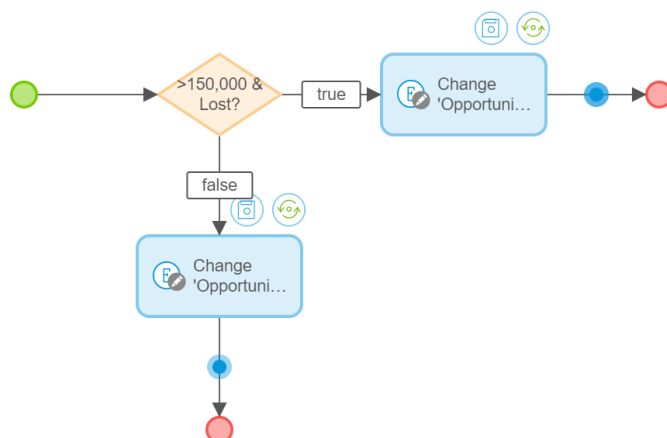 >150,000 &
Lost?
true
E
Change
'Opportuni...
false
E
Change
'Opportuni...